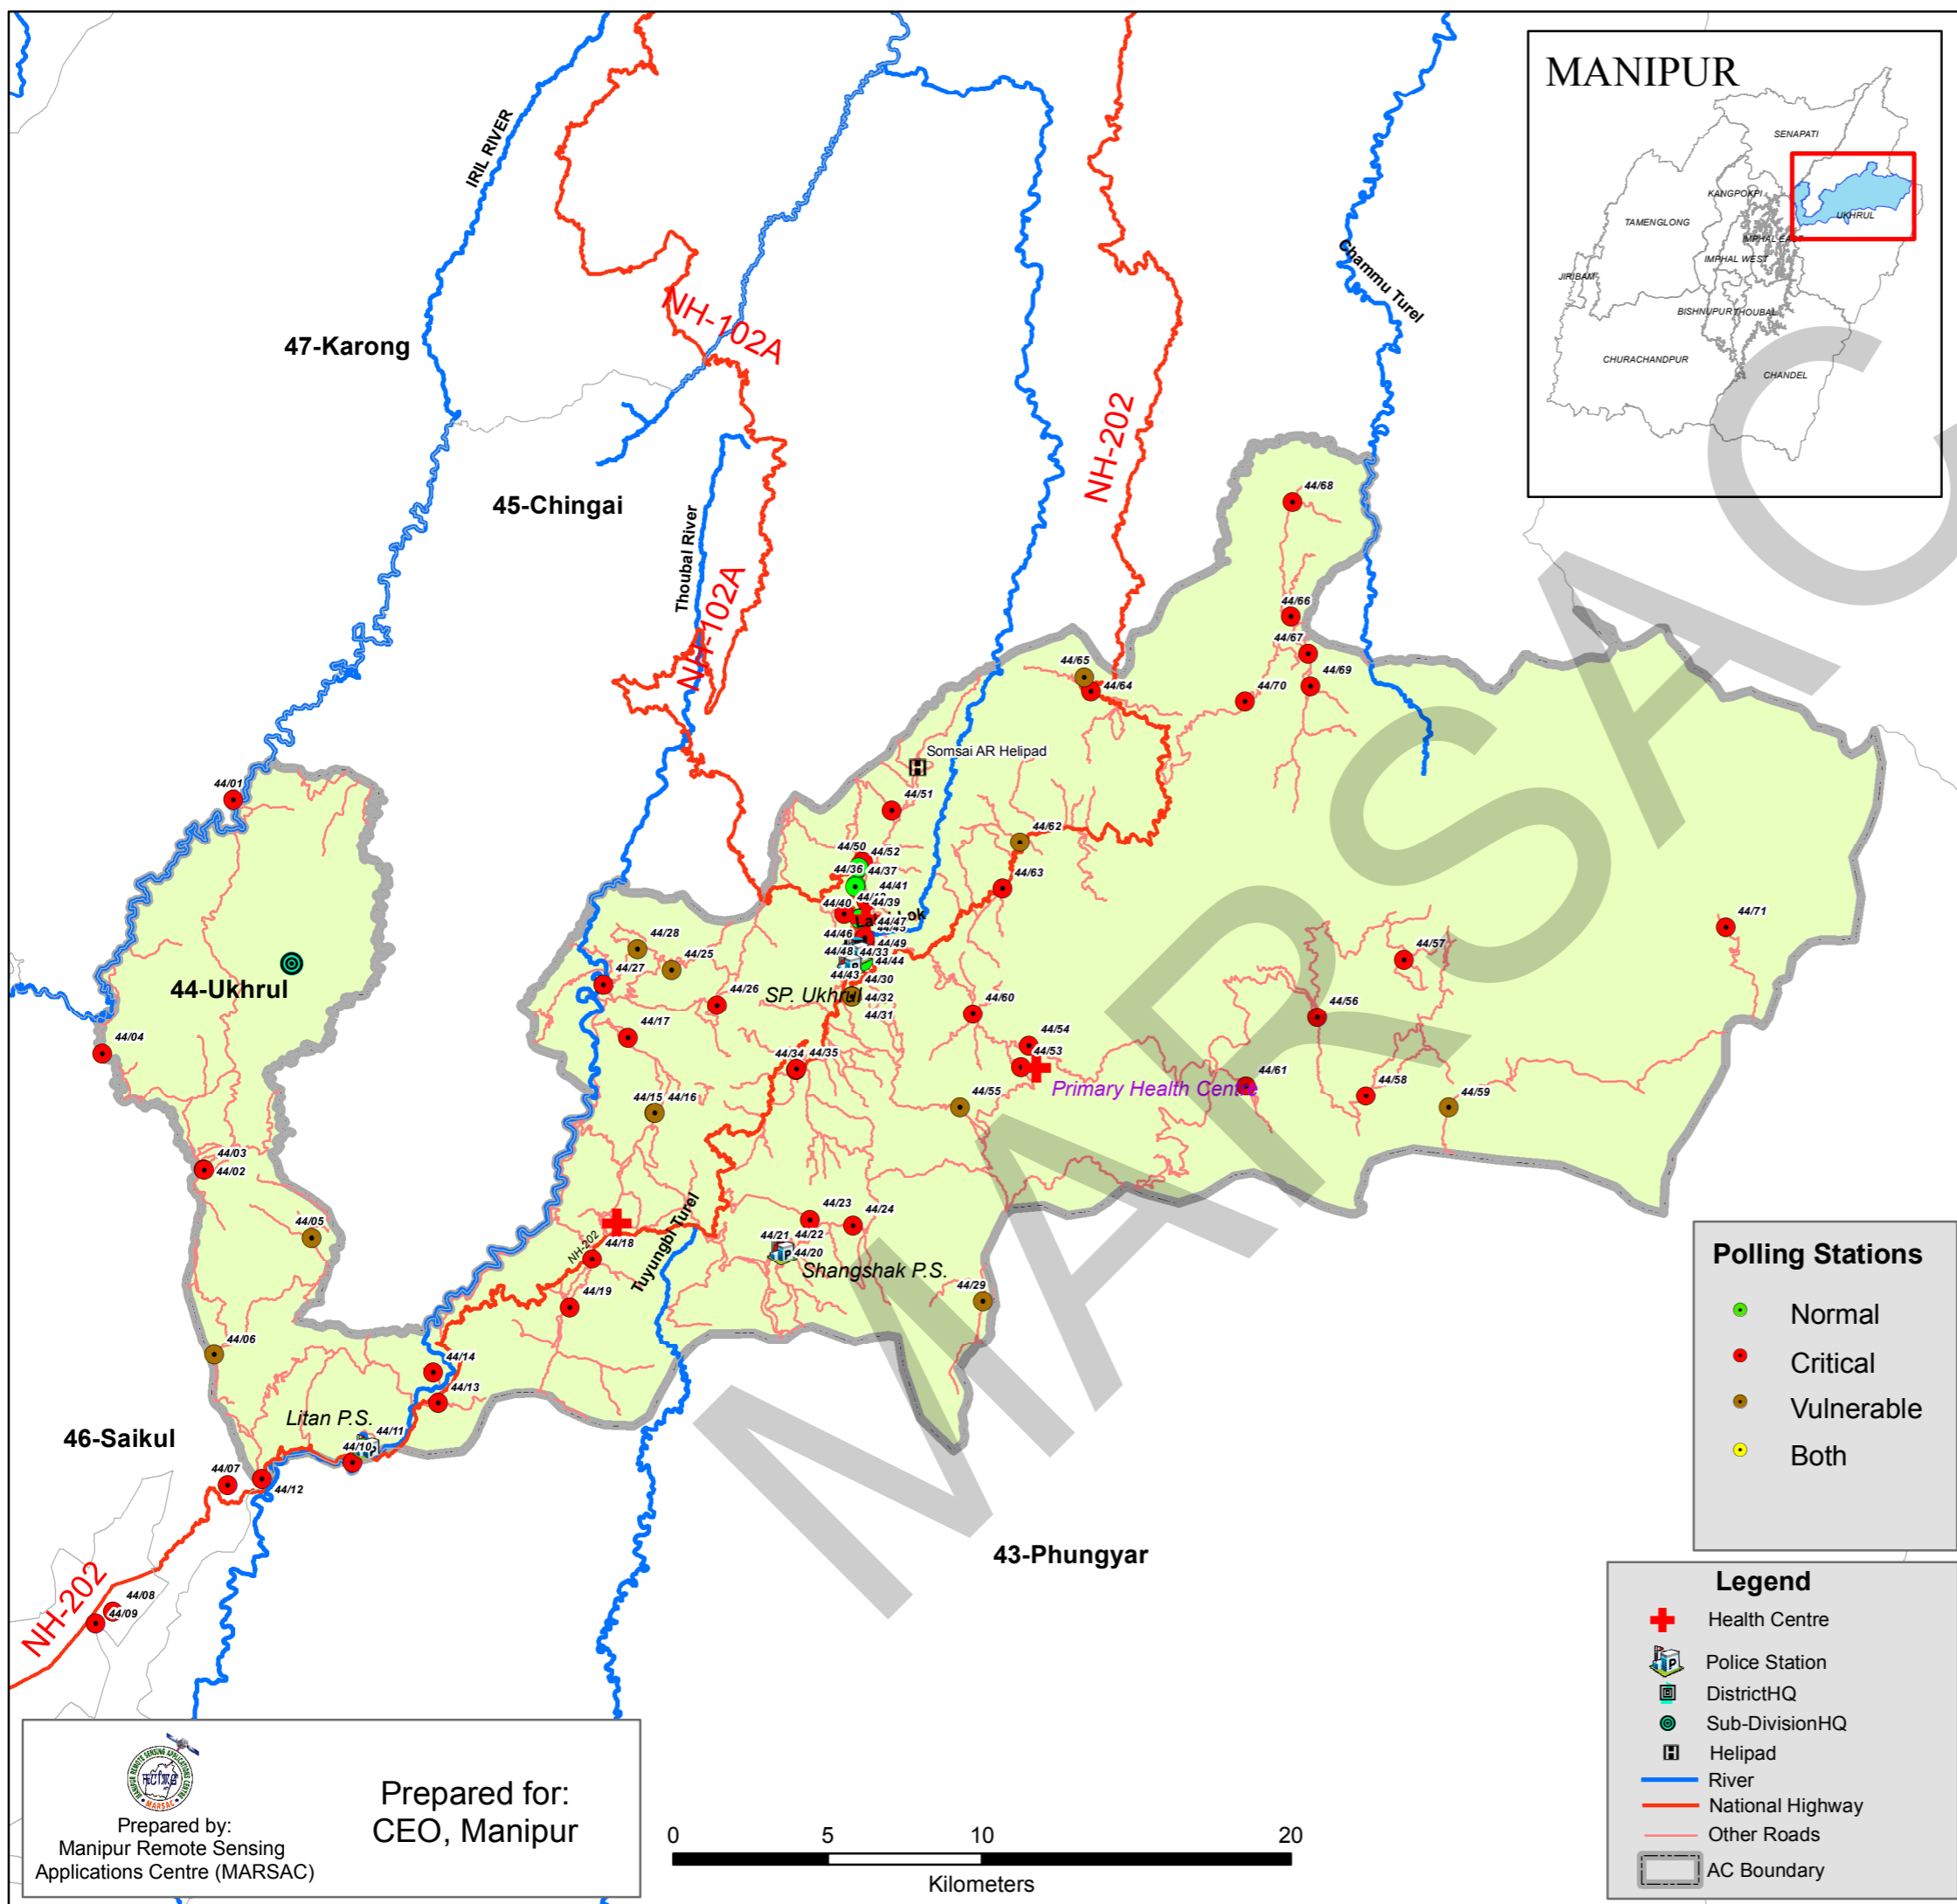 MANIPUR
SENAPATI
KANGPOKPI
UKHRUL
TAMENGLONG
IMPHAL EAST
IMPHAL WEST
JIRIBAM
BISHNUPUR
THOUBAL
CHURACHANDPUR
CHANDEL
IRIL RIVER
Chammu Turel
NH-102A
47-Karong
NH-202
45-Chingai
44/68
Thoubal River
NH-102A
44/66
44/67
44/65
44/64
44/69
44/70
Somsai AR Helipad
44/01
44/51
44/62
44/50
44/52
44/36
44/37
44/41
44/63
44/40
44/39
44/47
44/45
44/46
44/49
44/48
44/33
44/44
44/43
44/30
44/32
44/31
SP. Ukhrul
44/71
44/28
44/25
44/27
44/26
44/57
44-Ukhrul
44/60
44/56
44/04
44/17
44/54
44/53
44/34
44/35
Primary Health Centre
44/61
44/58
44/59
44/55
44/15
44/16
44/03
44/02
44/05
44/23
44/24
44/21
44/22
44/20
Shangshak P.S.
NH-202
44/18
Tuyungbi Turel
44/19
44/29
44/06
44/14
44/13
Litan P.S.
44/11
44/10
46-Saikul
44/07
44/12
43-Phungyar
NH-202
44/08
44/09
MARSAC
Polling Stations
Normal
Critical
Vulnerable
Both
Legend
Health Centre
Police Station
DistrictHQ
Sub-DivisionHQ
Helipad
River
National Highway
Other Roads
AC Boundary
MANIPUR REMOTE SENSING APPLICATIONS CENTRE
MARSAC
Prepared by:
Manipur Remote Sensing
Applications Centre (MARSAC)
Prepared for:
CEO, Manipur
0 5 10 20
Kilometers